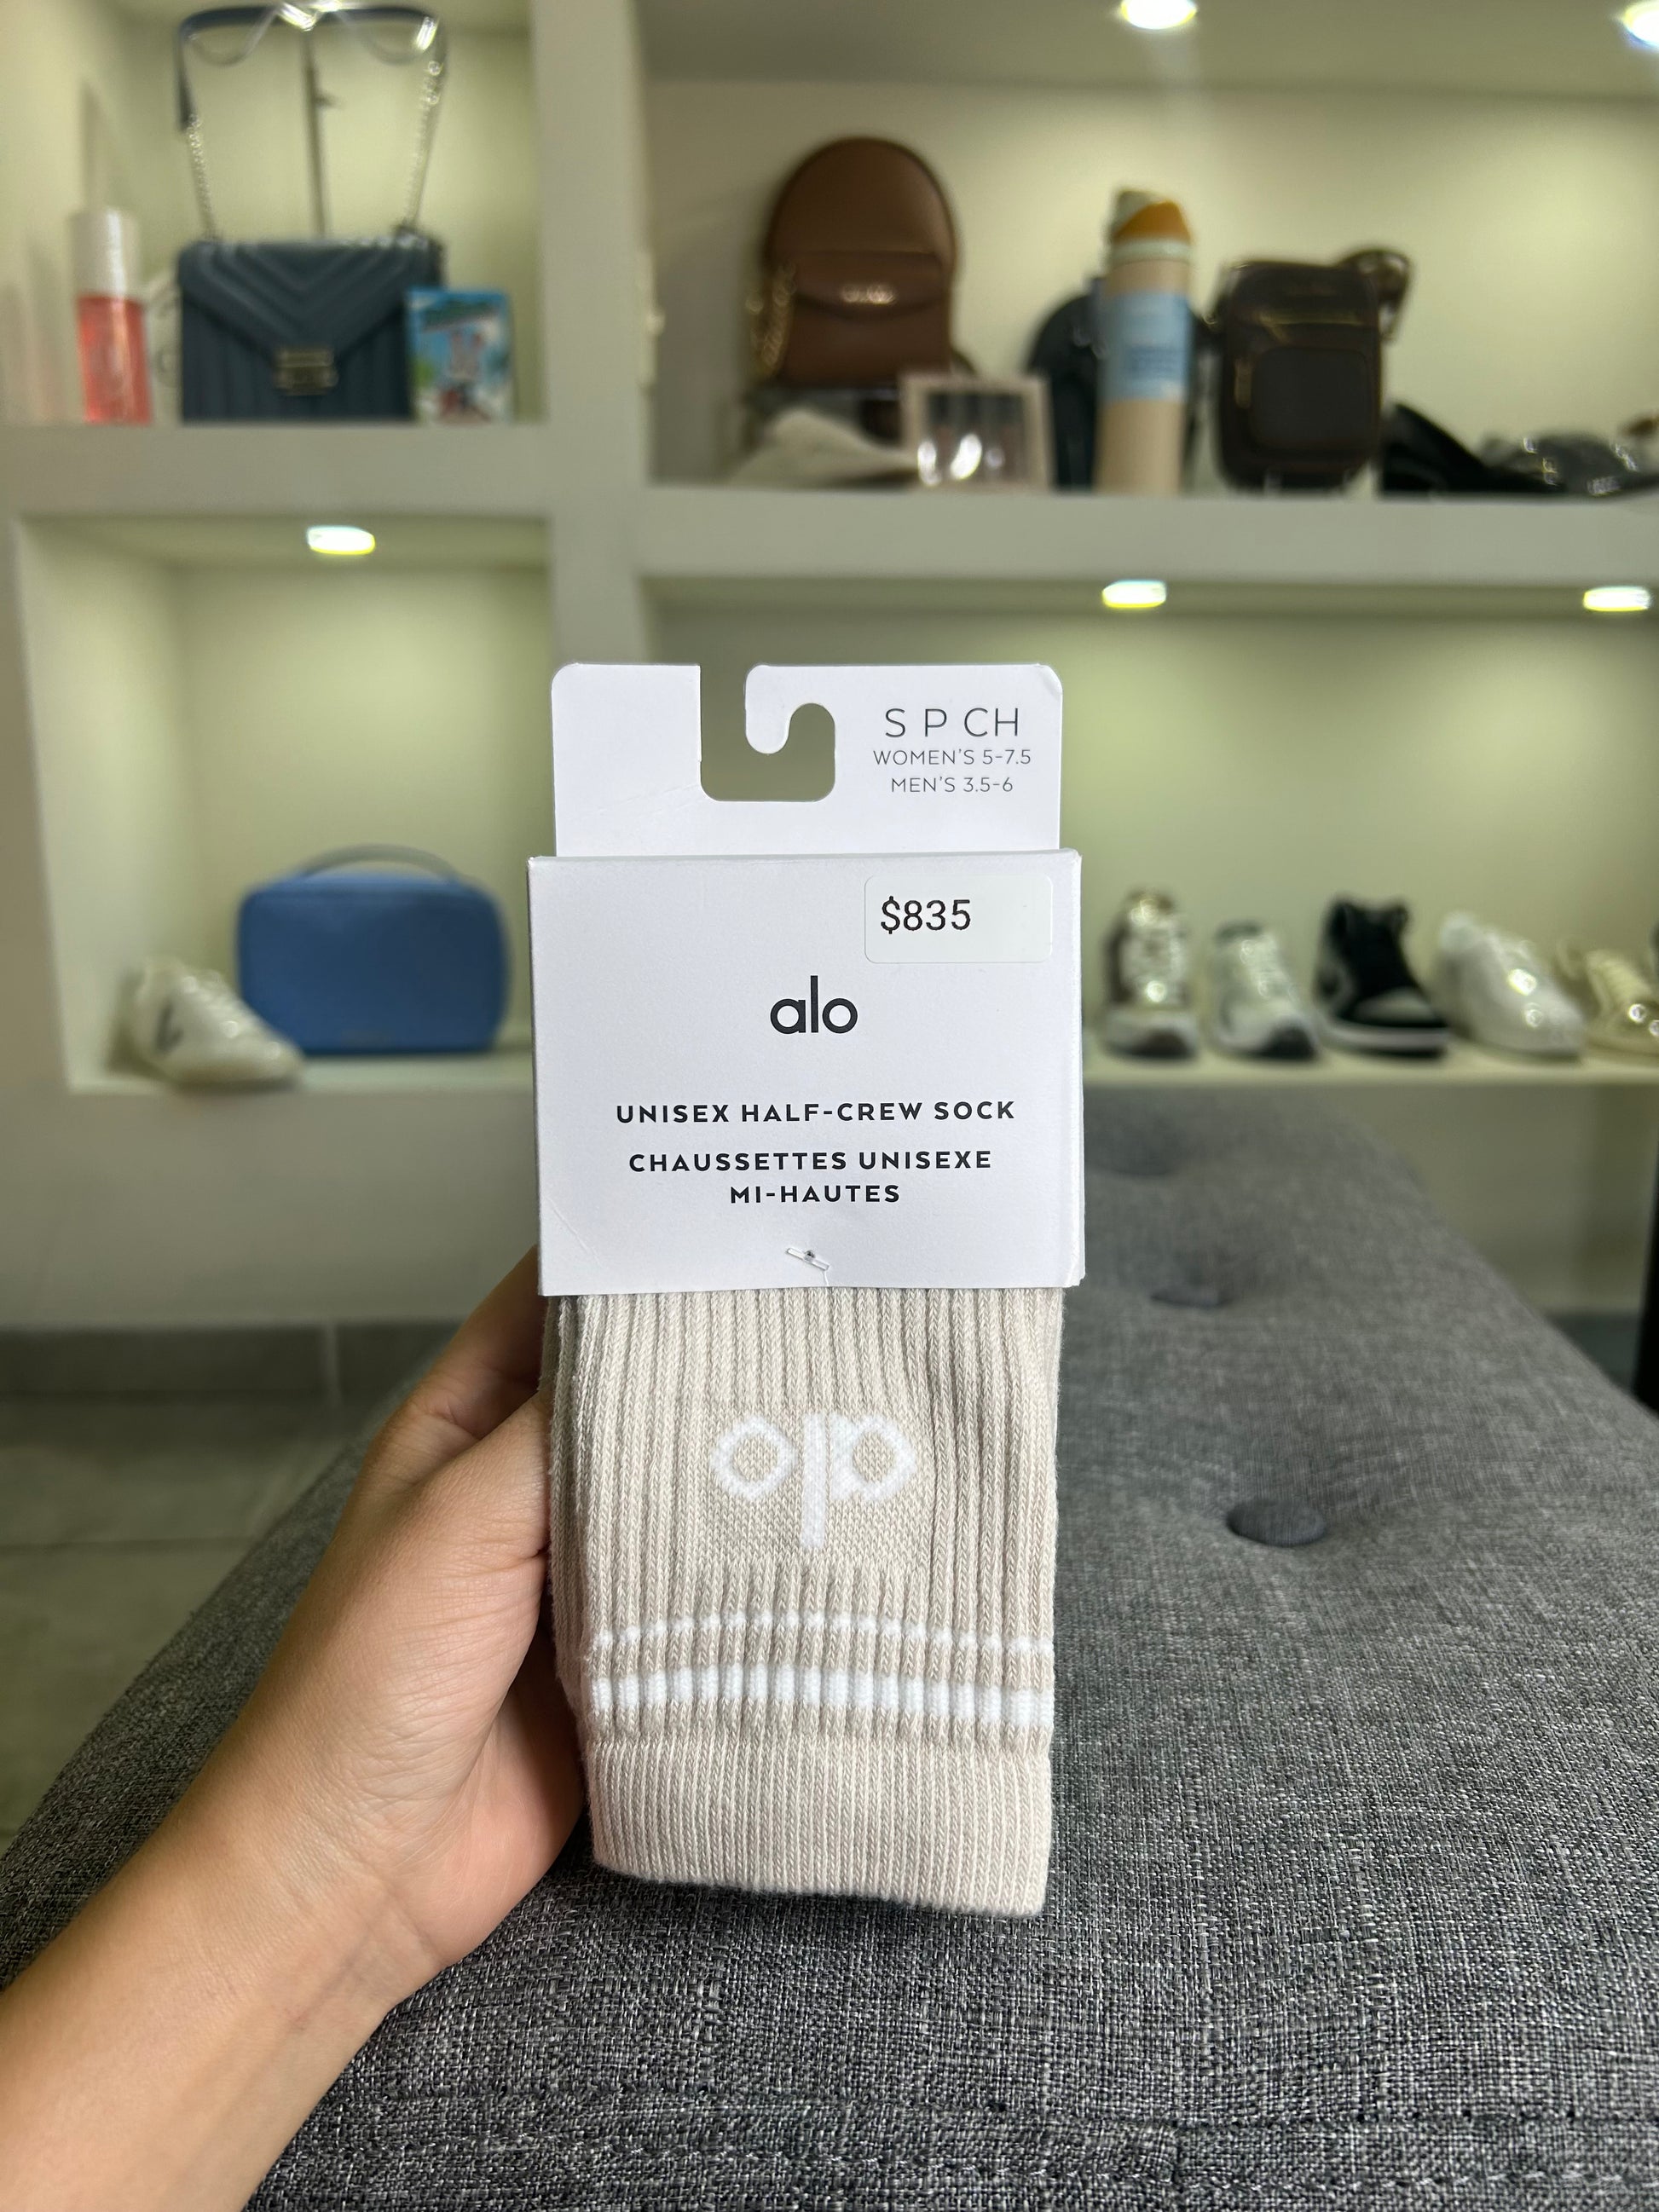 S P CH
WOMEN'S 5-7.5
MEN'S 3.5-6
$835
alo
UNISEX HALF-CREW SOCK
CHAUSSETTES UNISEXE
MI-HAUTES
alo